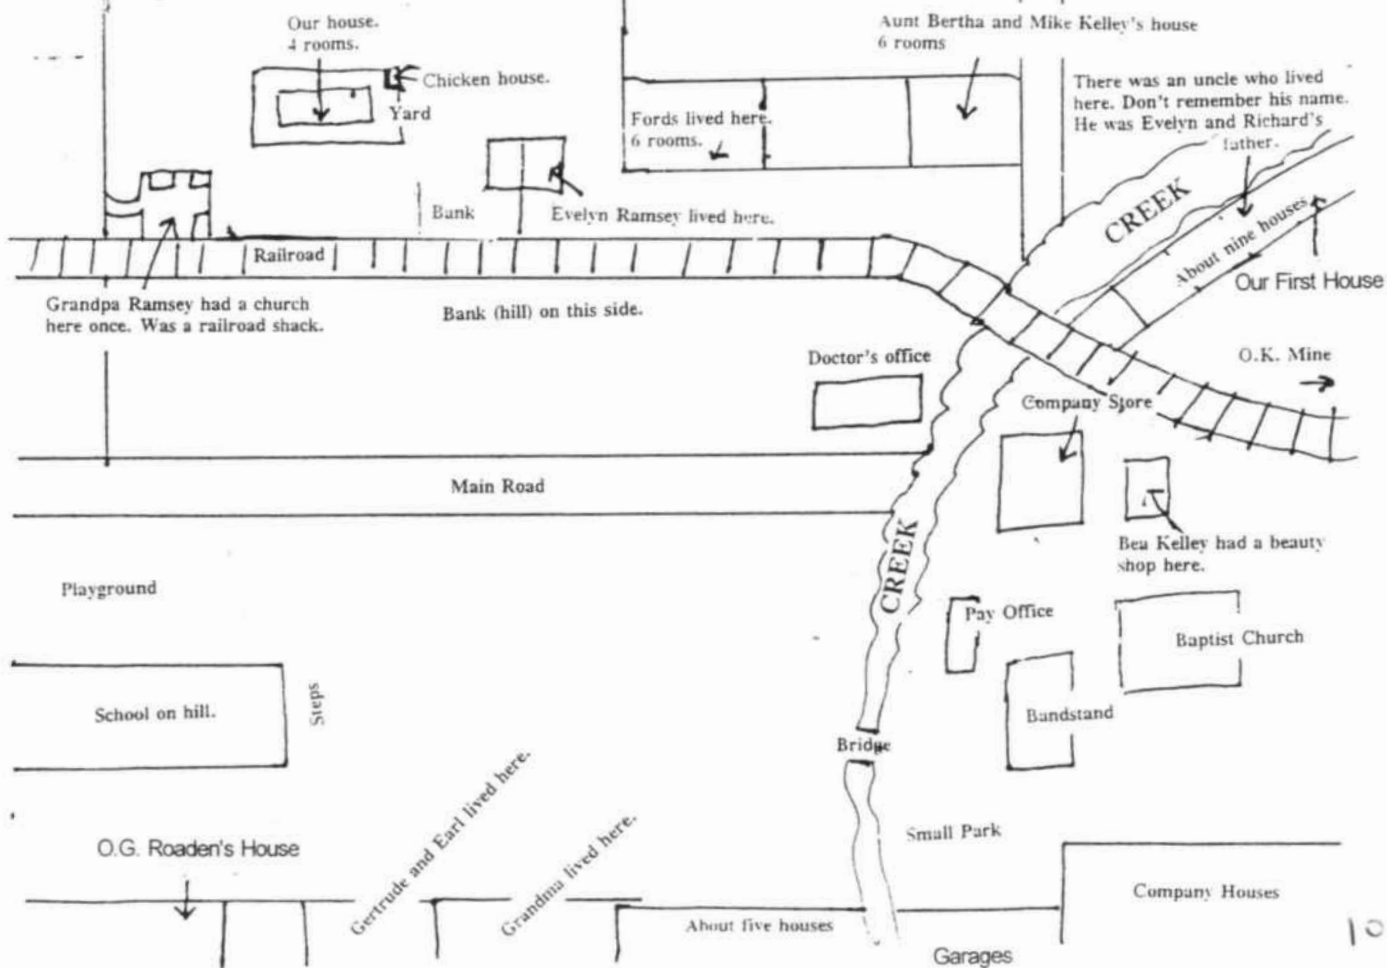 Our house.
4 rooms.
Chicken house.
Yard
Aunt Bertha and Mike Kelley's house
6 rooms
There was an uncle who lived
here. Don't remember his name.
He was Evelyn and Richard's
father.
Fords lived here.
6 rooms.
Bank
Evelyn Ramsey lived here.
CREEK
About nine houses
Our First House
Railroad
Grandpa Ramsey had a church
here once. Was a railroad shack.
Bank (hill) on this side.
Doctor's office
O.K. Mine
Company Store
Main Road
Bea Kelley had a beauty
shop here.
CREEK
Playground
Pay Office
Baptist Church
School on hill.
Steps
Bandstand
Bridge
Small Park
O.G. Roaden's House
Gertrude and Earl lived here.
Grandma lived here.
About five houses
Company Houses
Garages
10